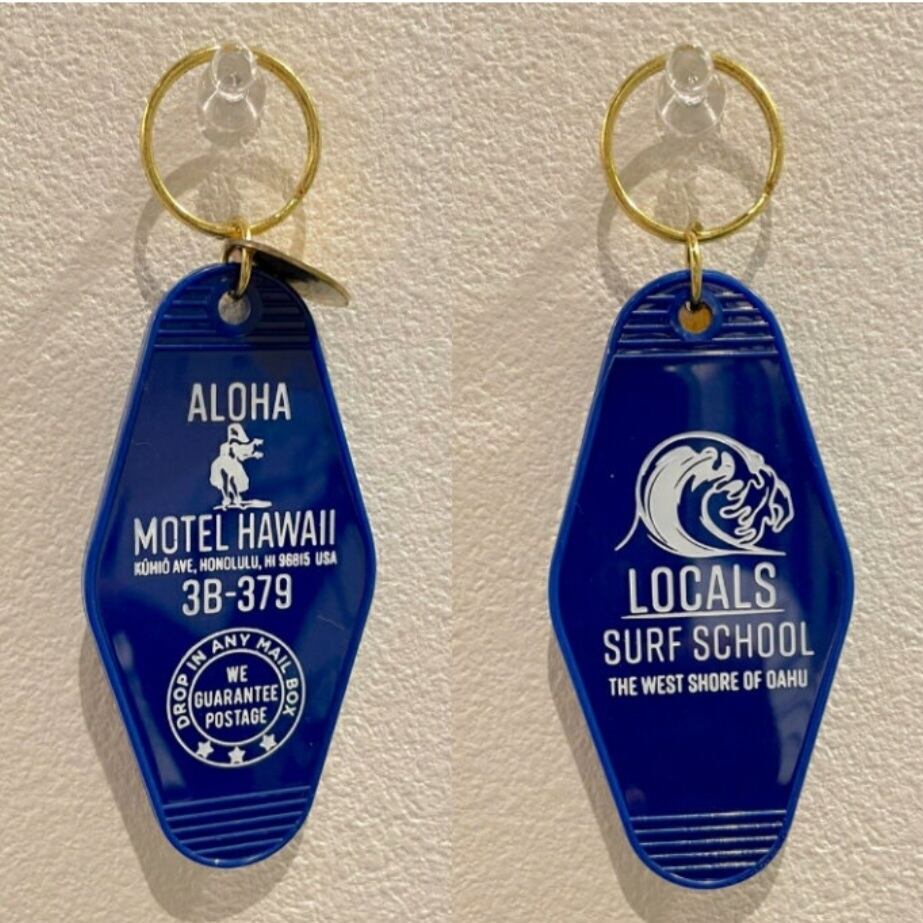 ALOHA
MOTEL HAWAII
KŪHIŌ AVE, HONOLULU, HI 96815 USA
3B-379
DROP IN ANY MAIL BOX
WE
GUARANTEE
POSTAGE
LOCALS
SURF SCHOOL
THE WEST SHORE OF OAHU